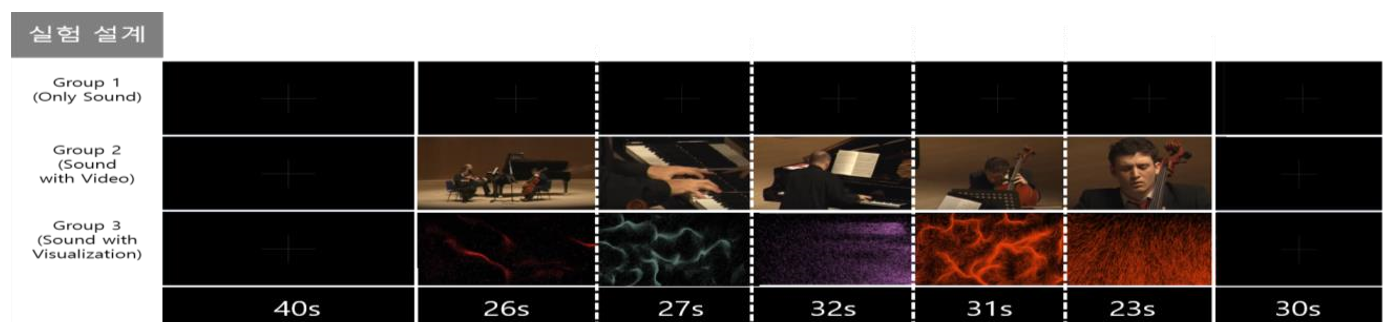 실험 설계
Group 1
(Only Sound)
Group 2
(Sound
with Video)
Group 3
(Sound with
Visualization)
40s
26s
27s
32s
31s
23s
30s